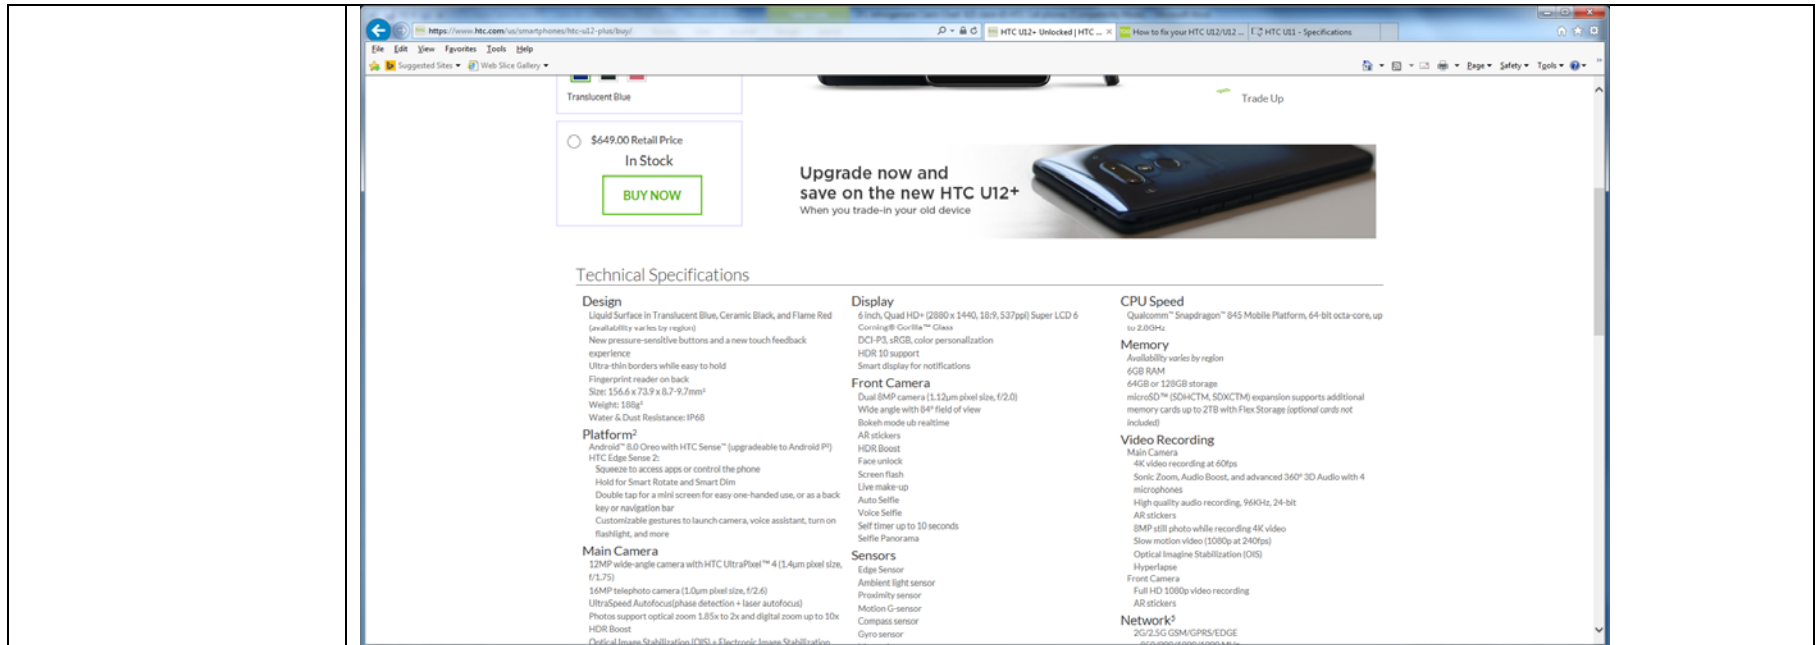 https://www.htc.com/us/smartphones/htc-u12-plus/buy/
HTC U12+ Unlocked | HTC ...
How to fix your HTC U12/U12 ...
HTC U11 - Specifications
File Edit View Favorites Tools Help
Suggested Sites Web Slice Gallery
Page Safety Tools
Translucent Blue
Trade Up
$649.00 Retail Price
In Stock
BUY NOW
Upgrade now and
save on the new HTC U12+
When you trade-in your old device
Technical Specifications
Design
Liquid Surface in Translucent Blue, Ceramic Black, and Flame Red
(availability varies by region)
New pressure-sensitive buttons and a new touch feedback
experience
Ultra-thin borders while easy to hold
Fingerprint reader on back
Size: 156.6 x 73.9 x 8.7-9.7mm¹
Weight: 188g²
Water & Dust Resistance: IP68
Platform²
Android™ 8.0 Oreo with HTC Sense™ (upgradeable to Android P³)
HTC Edge Sense 2:
Squeeze to access apps or control the phone
Hold for Smart Rotate and Smart Dim
Double tap for a mini screen for easy one-handed use, or as a back
key or navigation bar
Customizable gestures to launch camera, voice assistant, turn on
flashlight, and more
Main Camera
12MP wide-angle camera with HTC UltraPixel™ 4 (1.4μm pixel size,
f/1.75)
16MP telephoto camera (1.0μm pixel size, f/2.6)
UltraSpeed Autofocus(phase detection + laser autofocus)
Photos support optical zoom 1.85x to 2x and digital zoom up to 10x
HDR Boost
Optical Image Stabilization (OIS) + Electronic Image Stabilization
Display
6 inch, Quad HD+ (2880 x 1440, 18:9, 537ppi) Super LCD 6
Corning® Gorilla™ Glass
DCI-P3, sRGB, color personalization
HDR 10 support
Smart display for notifications
Front Camera
Dual 8MP camera (1.12μm pixel size, f/2.0)
Wide angle with 84° field of view
Bokeh mode ub realtime
AR stickers
HDR Boost
Face unlock
Screen flash
Live make-up
Auto Selfie
Voice Selfie
Self timer up to 10 seconds
Selfie Panorama
Sensors
Edge Sensor
Ambient light sensor
Proximity sensor
Motion G-sensor
Compass sensor
Gyro sensor
CPU Speed
Qualcomm™ Snapdragon™ 845 Mobile Platform, 64-bit octa-core, up
to 2.8GHz
Memory
Availability varies by region
6GB RAM
64GB or 128GB storage
microSD™ (SDHCTM, SDXCTM) expansion supports additional
memory cards up to 2TB with Flex Storage (optional cards not
included)
Video Recording
Main Camera
4K video recording at 60fps
Sonic Zoom, Audio Boost, and advanced 360° 3D Audio with 4
microphones
High quality audio recording, 96KHz, 24-bit
AR stickers
8MP still photo while recording 4K video
Slow motion video (1080p at 240fps)
Optical Imagine Stabilization (OIS)
Hyperlapse
Front Camera
Full HD 1080p video recording
AR stickers
Network⁵
2G/2.5G GSM/GPRS/EDGE